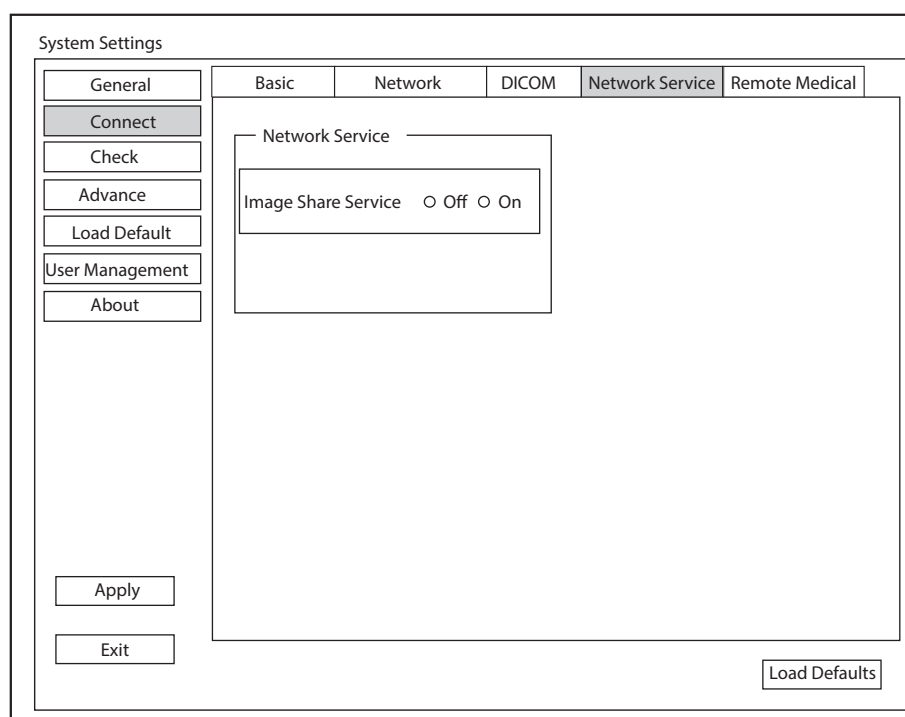 System Settings
General
Connect
Check
Advance
Load Default
User Management
About
Apply
Exit
Basic
Network
DICOM
Network Service
Remote Medical
Network Service
Image Share Service Off On
Load Defaults